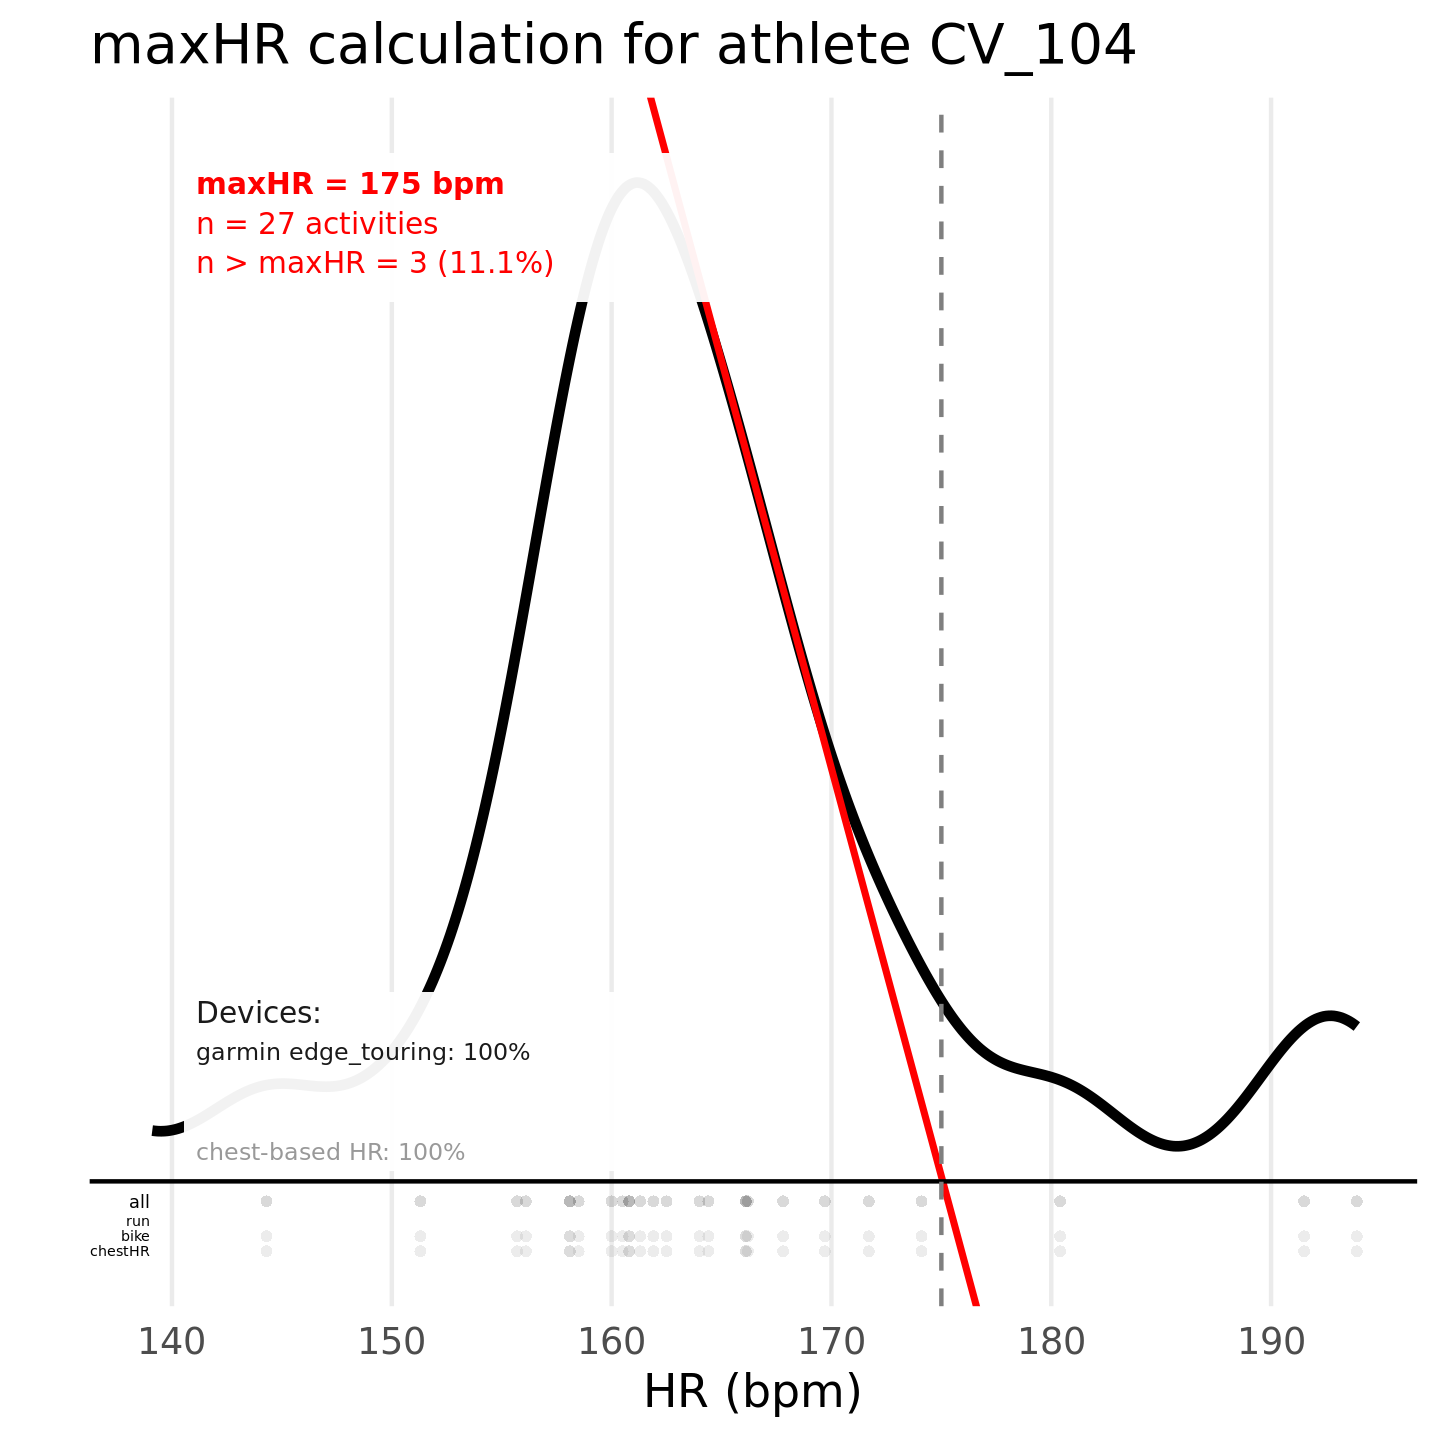 maxHR calculation for athlete CV_104
maxHR = 175 bpm
n = 27 activities
n > maxHR = 3 (11.1%)
Devices:
garmin edge_touring: 100%
chest-based HR: 100%
all
run
bike
chestHR
140 150 160 170 180 190
HR (bpm)